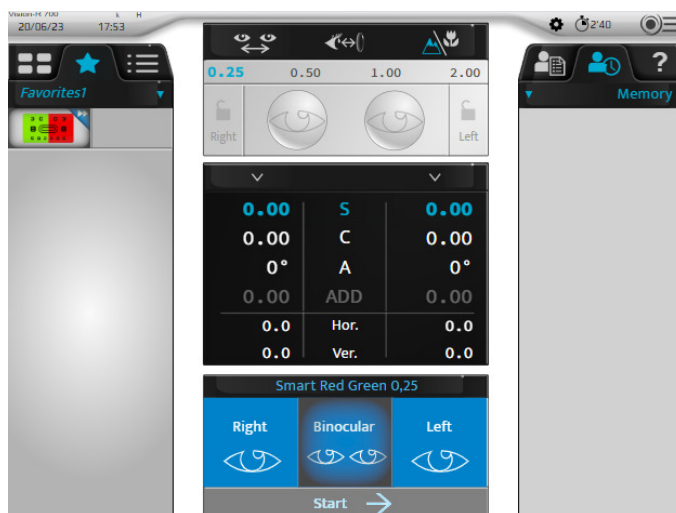 Vision-R 700
20/06/23 17:53
2'40
Favorites1
0.25 0.50 1.00 2.00
Right Left
0.00 S 0.00
0.00 C 0.00
0° A 0°
0.00 ADD 0.00
0.0 Hor. 0.0
0.0 Ver. 0.0
Smart Red Green 0,25
Right Binocular Left
Start
?
Memory